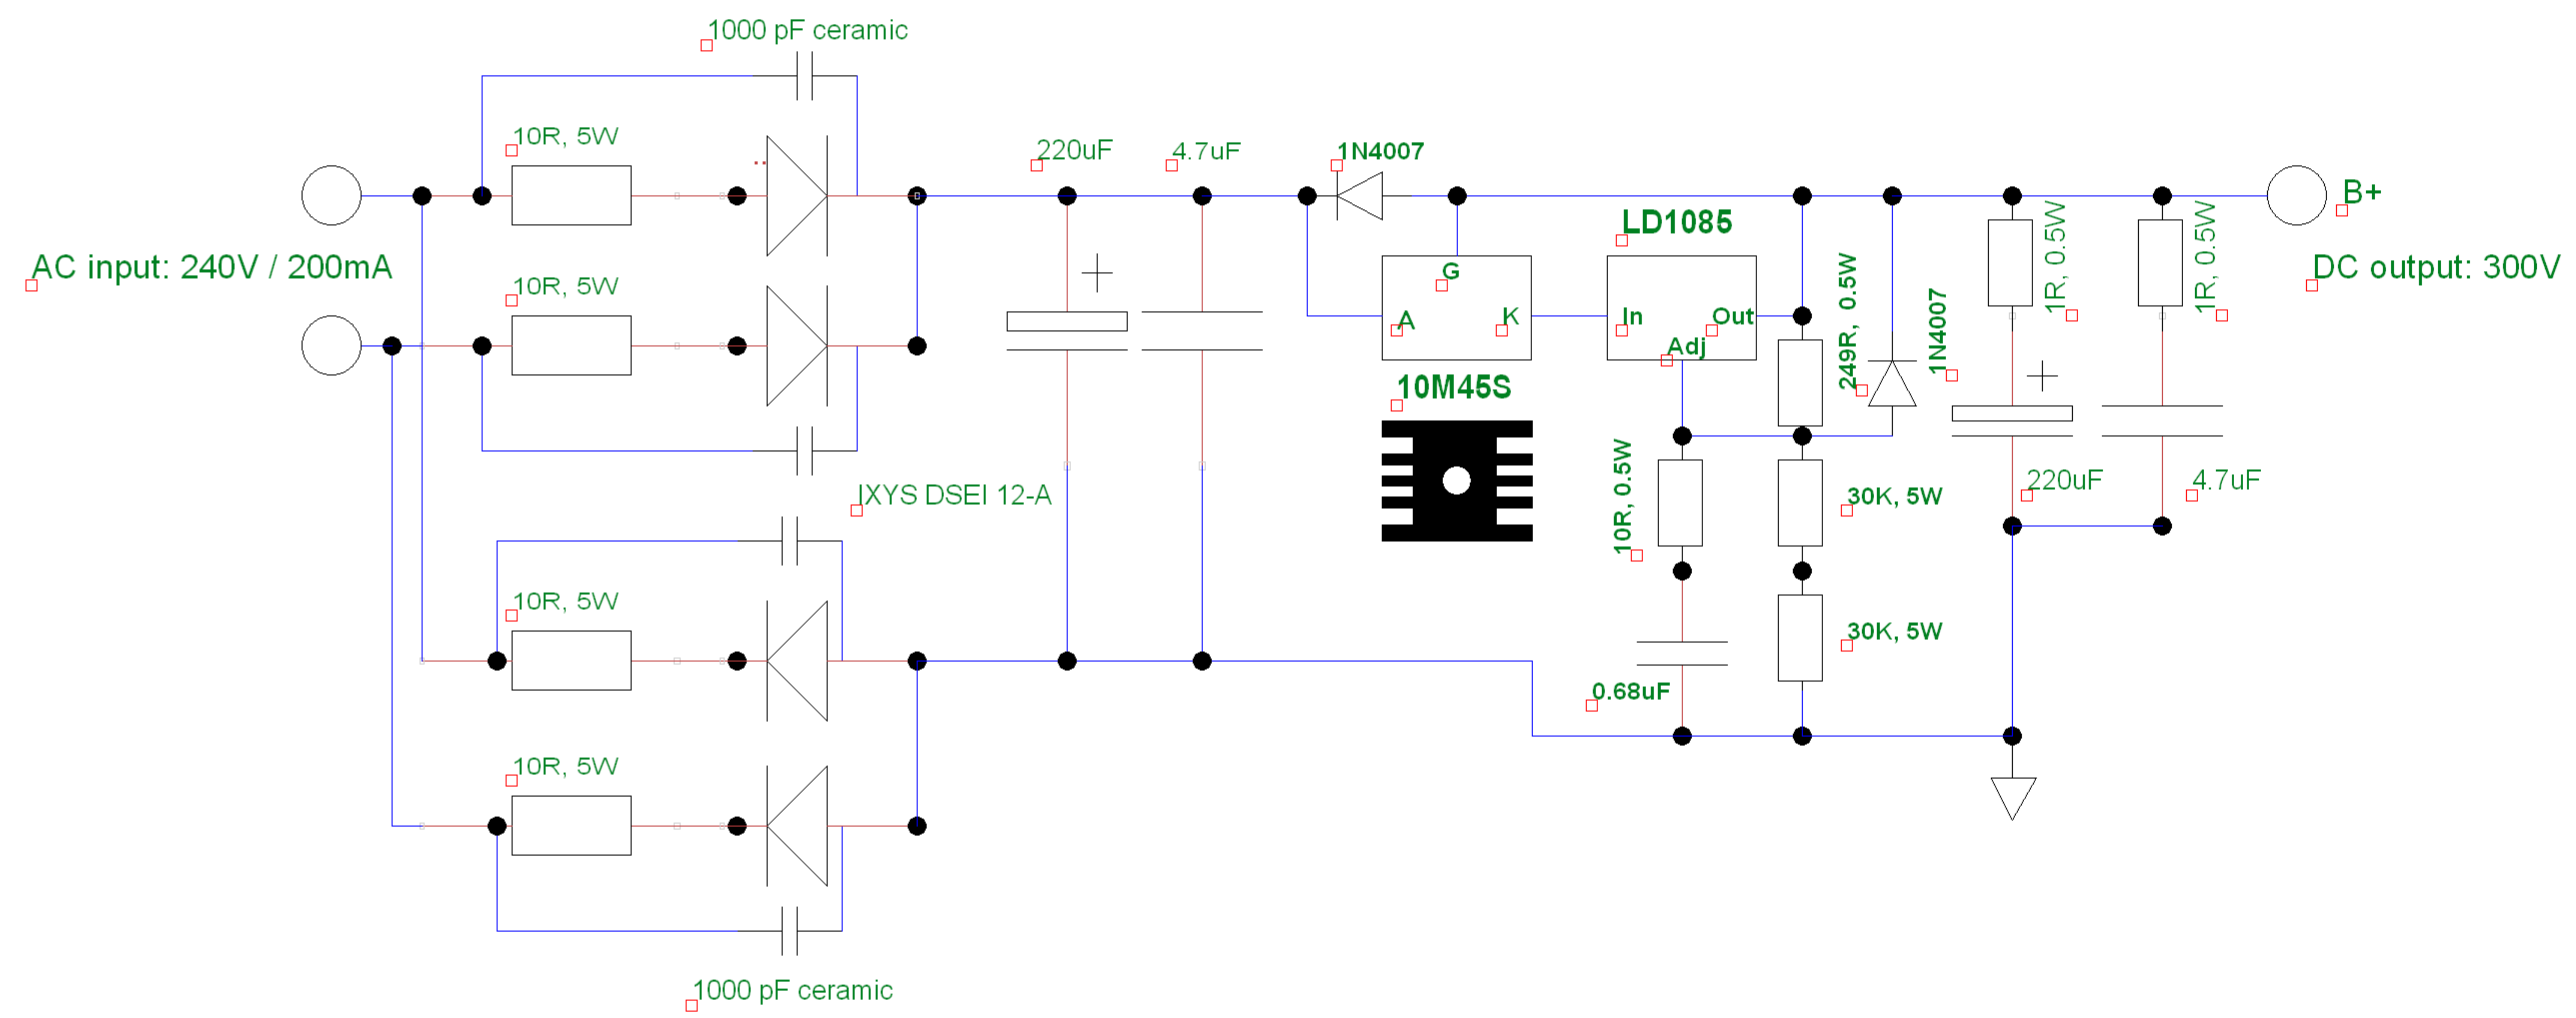 1000 pF ceramic
10R, 5W
220uF
4.7uF
1N4007
B+
LD1085
1R, 0.5W
1R, 0.5W
AC input: 240V / 200mA
10R, 5W
G
249R, 0.5W
1N4007
DC output: 300V
A
K
In
Out
Adj
10M45S
IXYS DSEI 12-A
10R, 0.5W
30K, 5W
220uF
4.7uF
10R, 5W
30K, 5W
0.68uF
10R, 5W
1000 pF ceramic